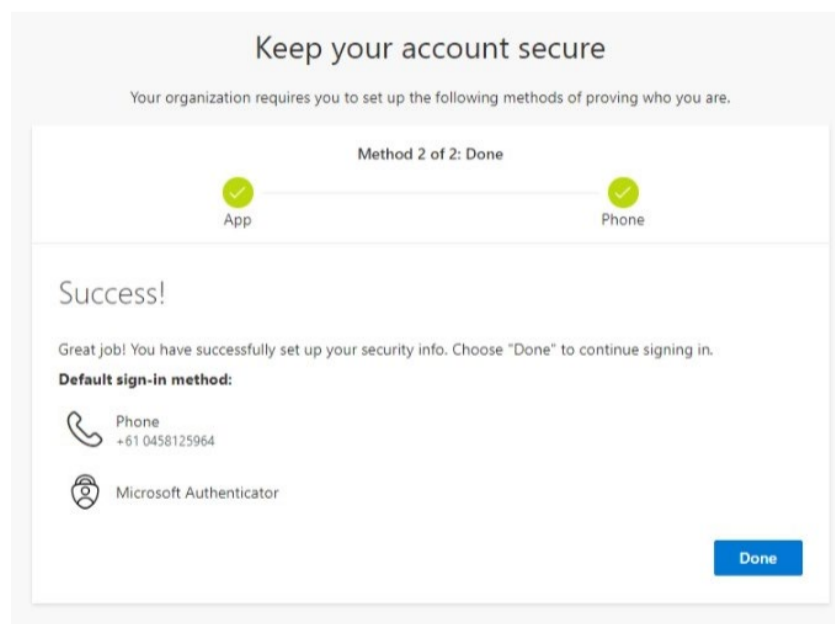 Keep your account secure
Your organization requires you to set up the following methods of proving who you are.
Method 2 of 2: Done
App
Phone
Success!
Great job! You have successfully set up your security info. Choose "Done" to continue signing in.
Default sign-in method:
Phone
+61 0458125964
Microsoft Authenticator
Done